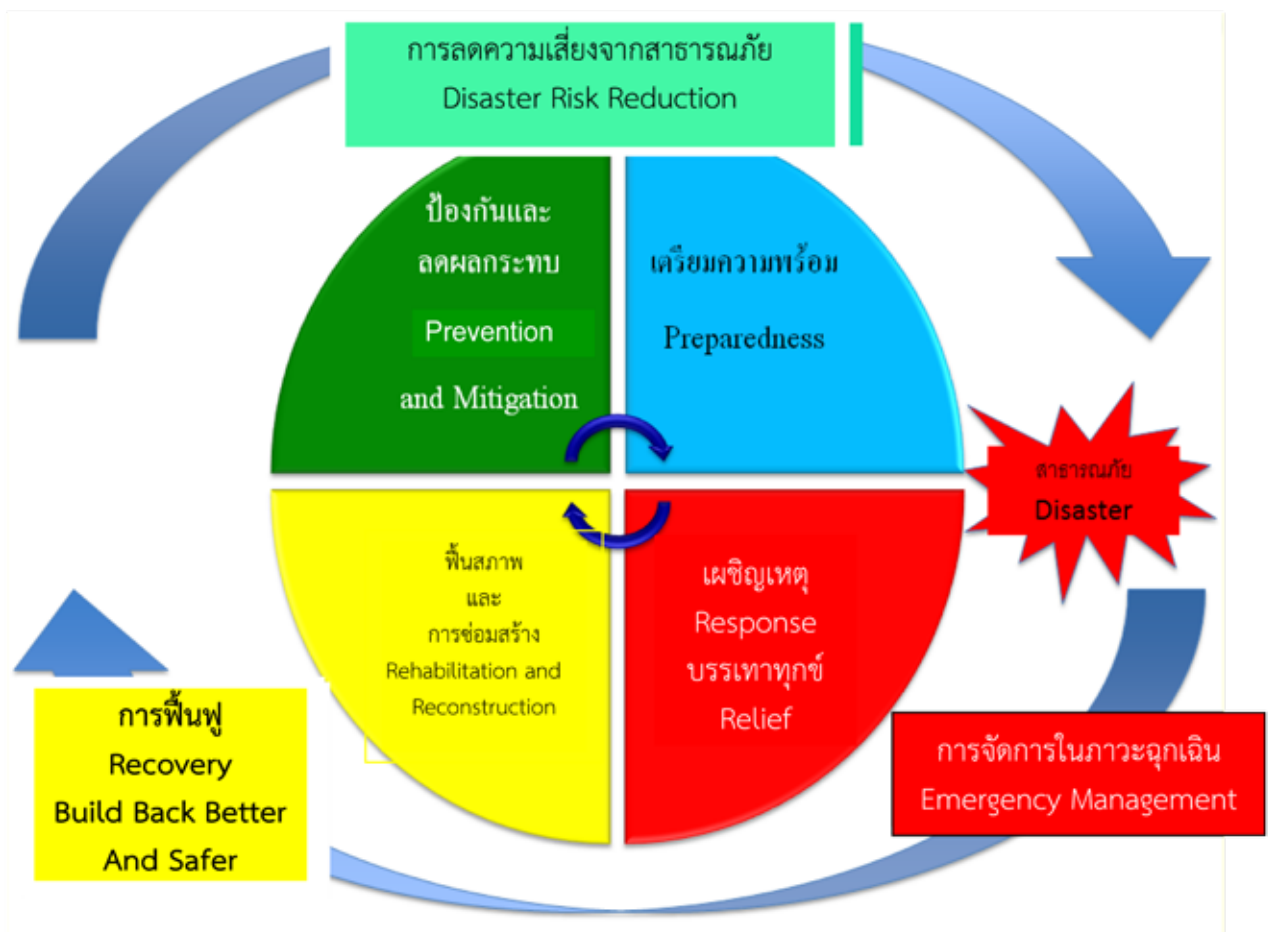 การลดความเสี่ยงจากสาธารณภัย
Disaster Risk Reduction
ป้องกันและ
ลดผลกระทบ
Prevention
and Mitigation
เตรียมความพร้อม
Preparedness
สาธารณภัย
Disaster
ฟื้นสภาพ
และ
การซ่อมสร้าง
Rehabilitation and
Reconstruction
เผชิญเหตุ
Response
บรรเทาทุกข์
Relief
การฟื้นฟู
Recovery
Build Back Better
And Safer
การจัดการในภาวะฉุกเฉิน
Emergency Management